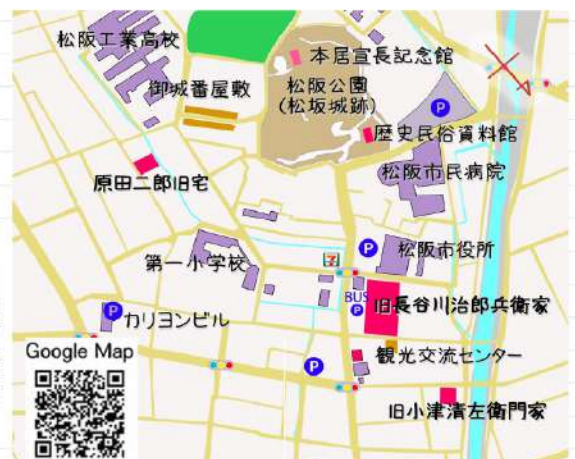 松阪工業高校
本居宣長記念館
御城番屋敷
松阪公園
(松坂城跡)
P
歴史民俗資料館
松阪市民病院
原田二郎旧宅
P
松阪市役所
第一小学校
7
BUS
P
旧長谷川治郎兵衛家
P
カリヨンビル
Google Map
観光交流センター
P
旧小津清左衛門家